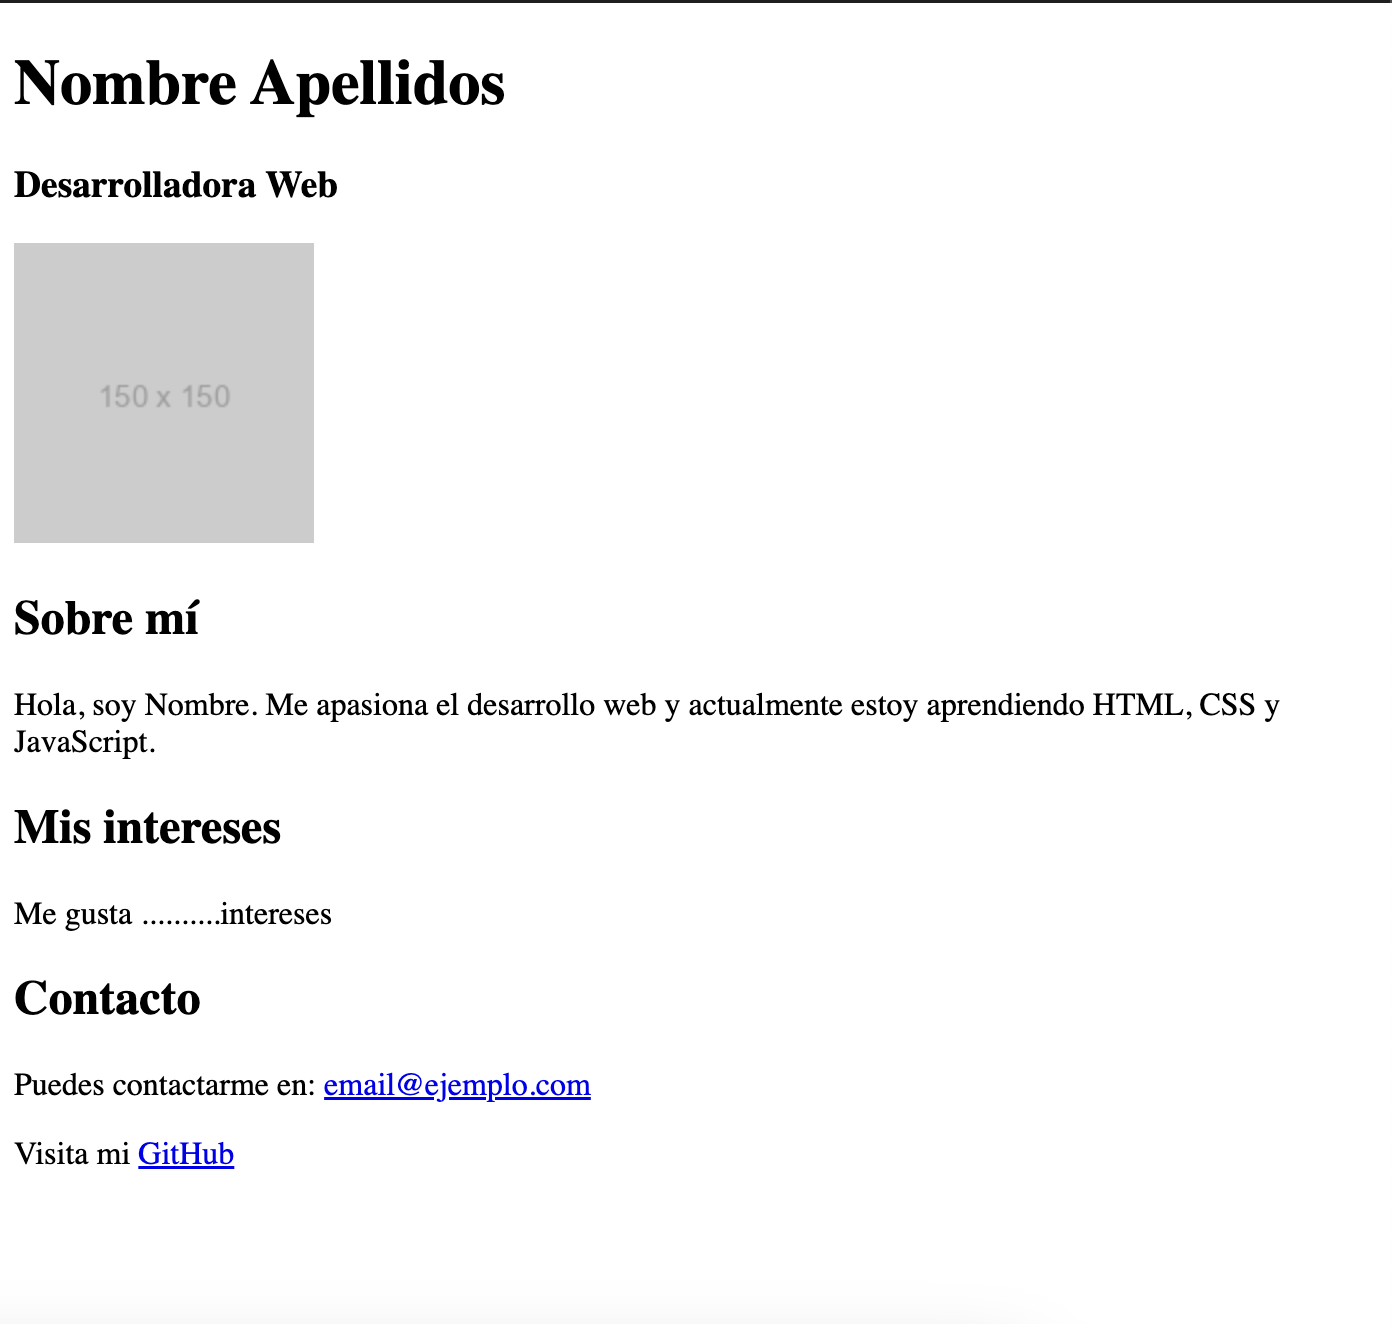 Nombre Apellidos
Desarrolladora Web
150 x 150
Sobre mí
Hola, soy Nombre. Me apasiona el desarrollo web y actualmente estoy aprendiendo HTML, CSS y
JavaScript.
Mis intereses
Me gusta ..........intereses
Contacto
Puedes contactarme en: email@ejemplo.com
Visita mi GitHub